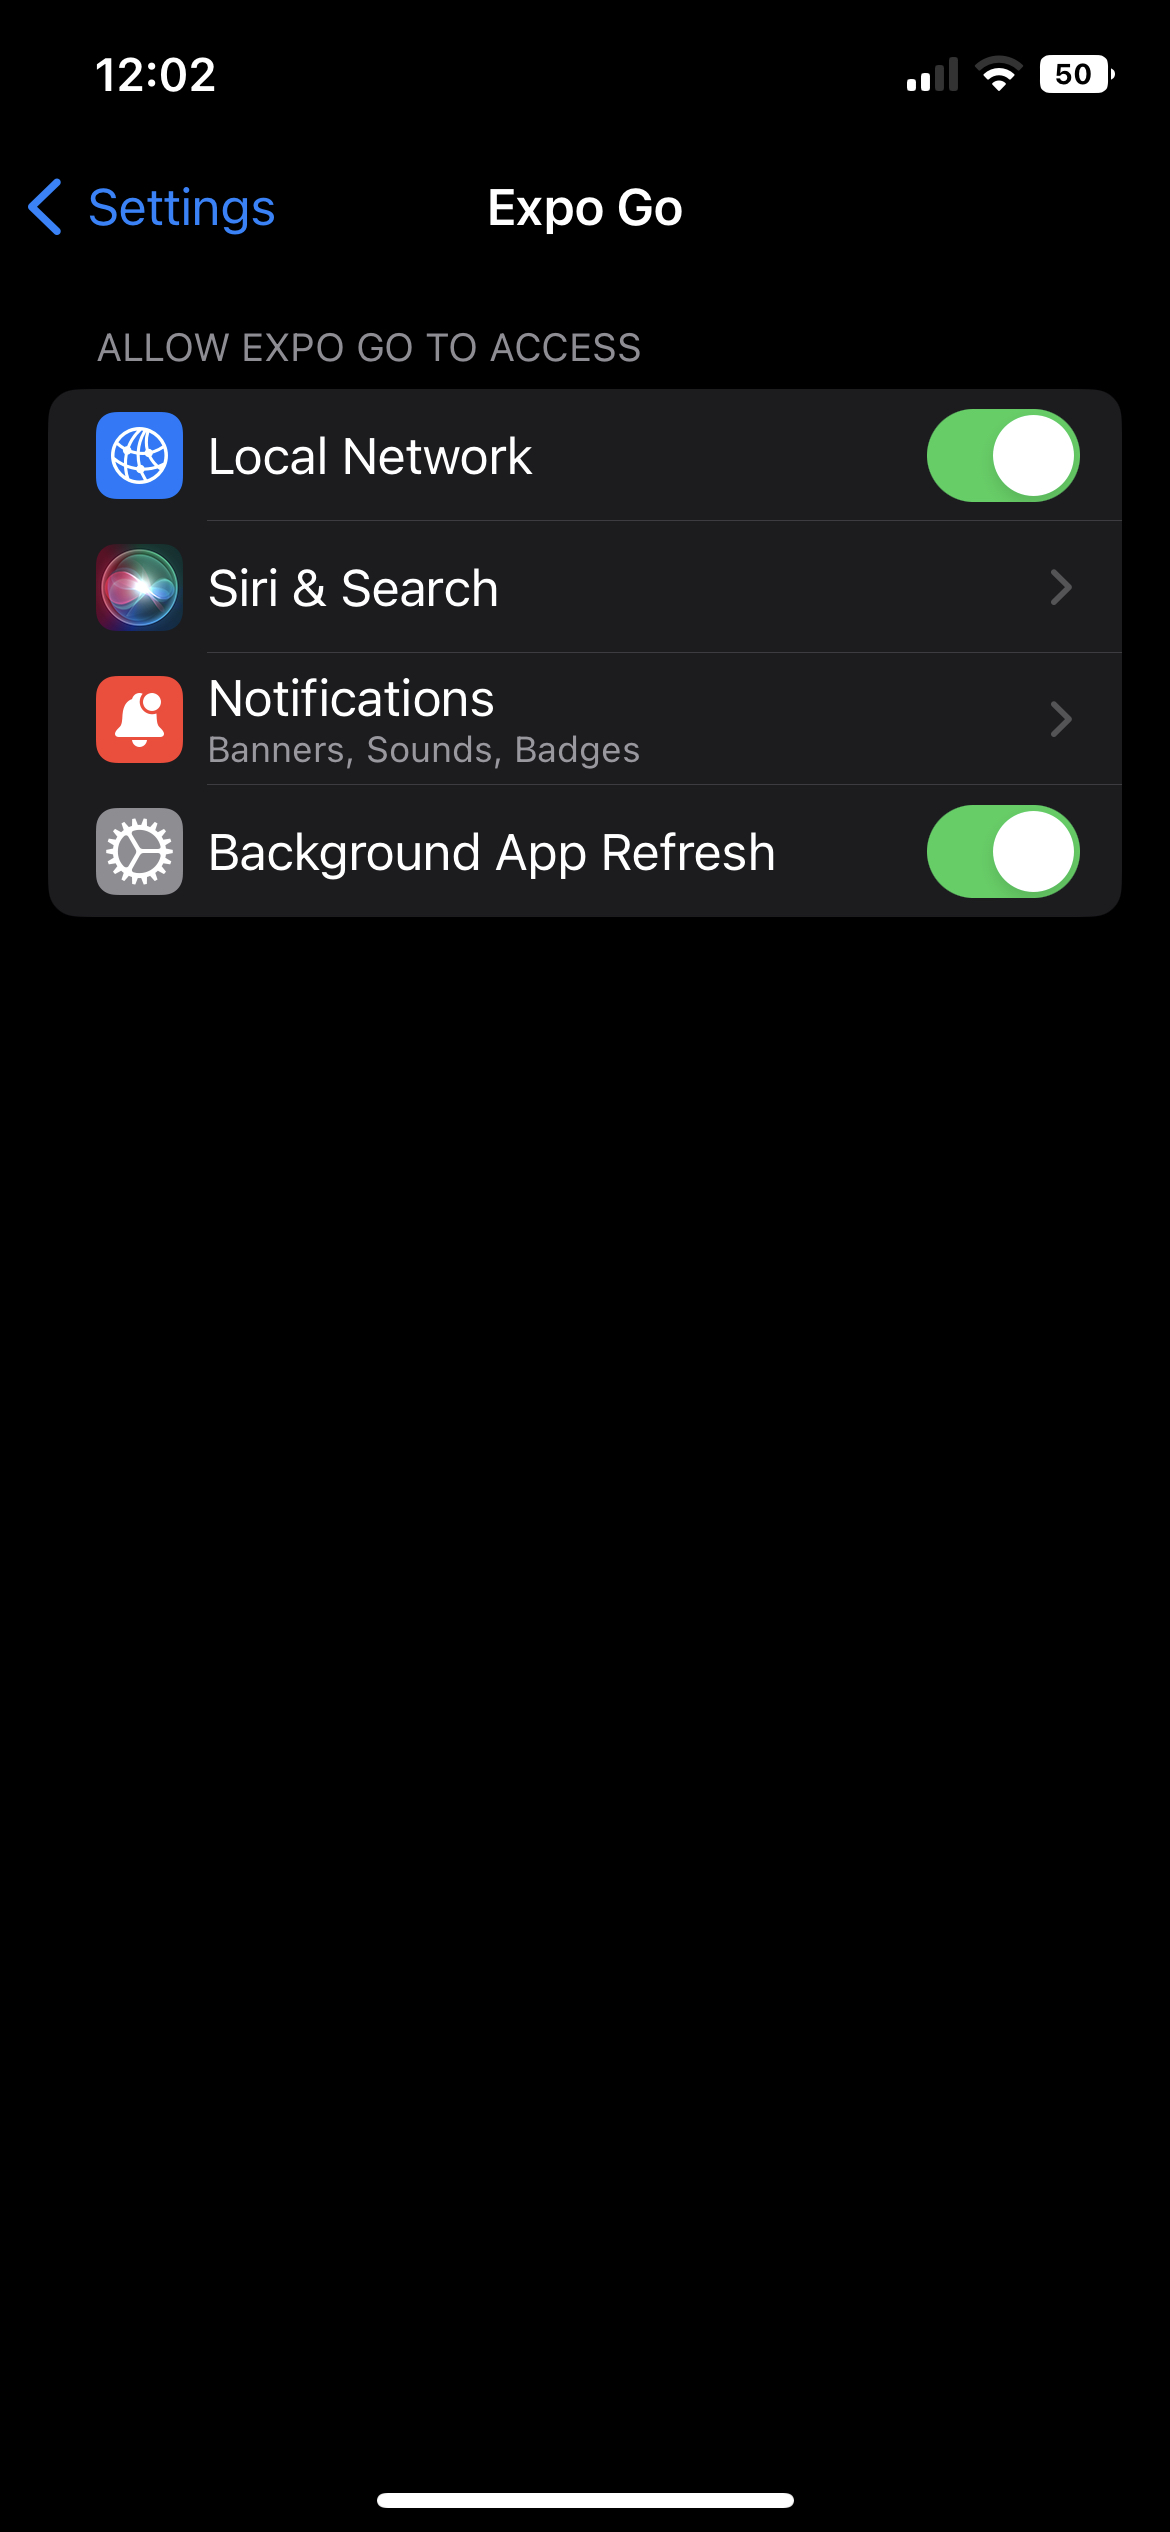 12:02
50
Settings
Expo Go
ALLOW EXPO GO TO ACCESS
Local Network
Siri & Search
Notifications
Banners, Sounds, Badges
Background App Refresh